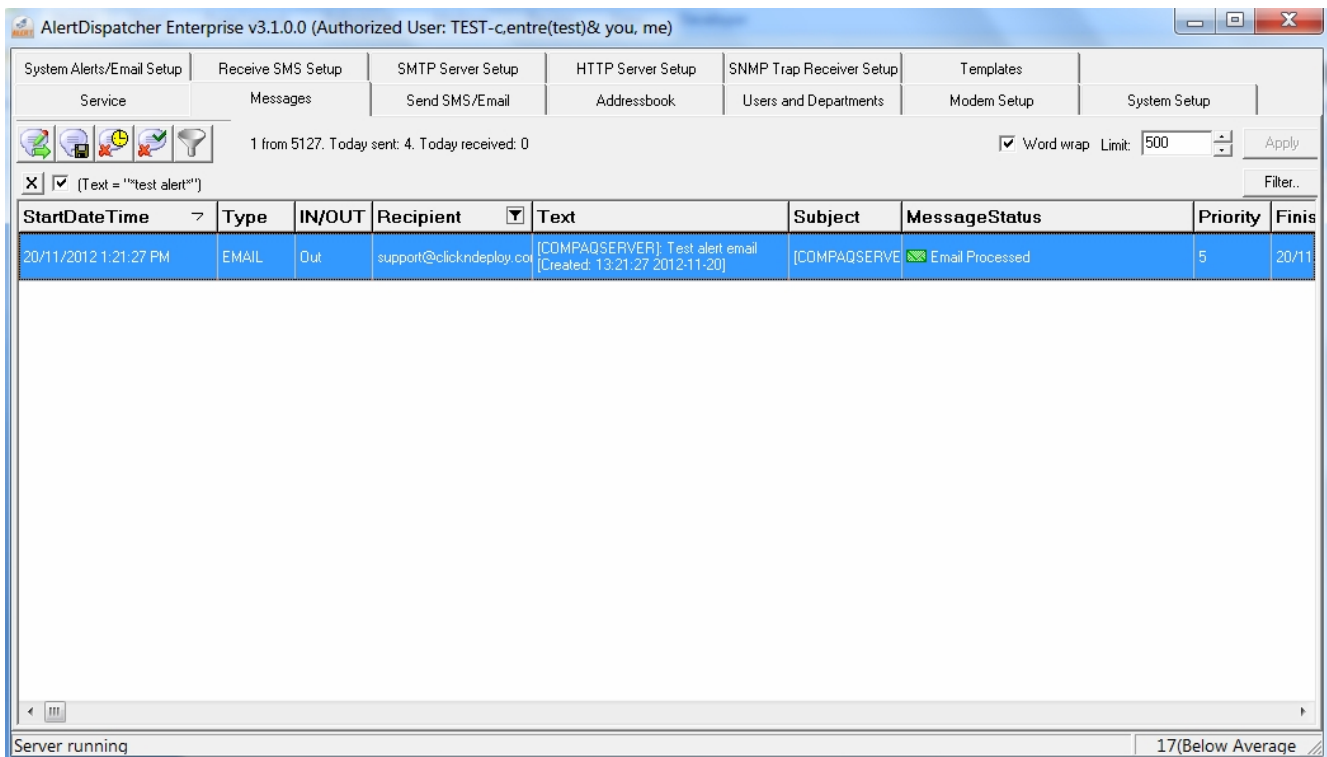 AlertDispatcher Enterprise v3.1.0.0 (Authorized User: TEST-c,entre(test)& you, me)
System Alerts/Email Setup Receive SMS Setup SMTP Server Setup HTTP Server Setup SNMP Trap Receiver Setup Templates
Service Messages Send SMS/Email Addressbook Users and Departments Modem Setup System Setup
1 from 5127. Today sent: 4. Today received: 0 Word wrap Limit: 500 Apply
X (Text = "*test alert*") Filter..
StartDateTime Type IN/OUT Recipient Text Subject MessageStatus Priority Finis
20/11/2012 1:21:27 PM EMAIL Out support@clickndeploy.co [COMPAQSERVER]: Test alert email [COMPAQSERVE Email Processed 5 20/11
[Created: 13:21:27 2012-11-20]
Server running 17(Below Average